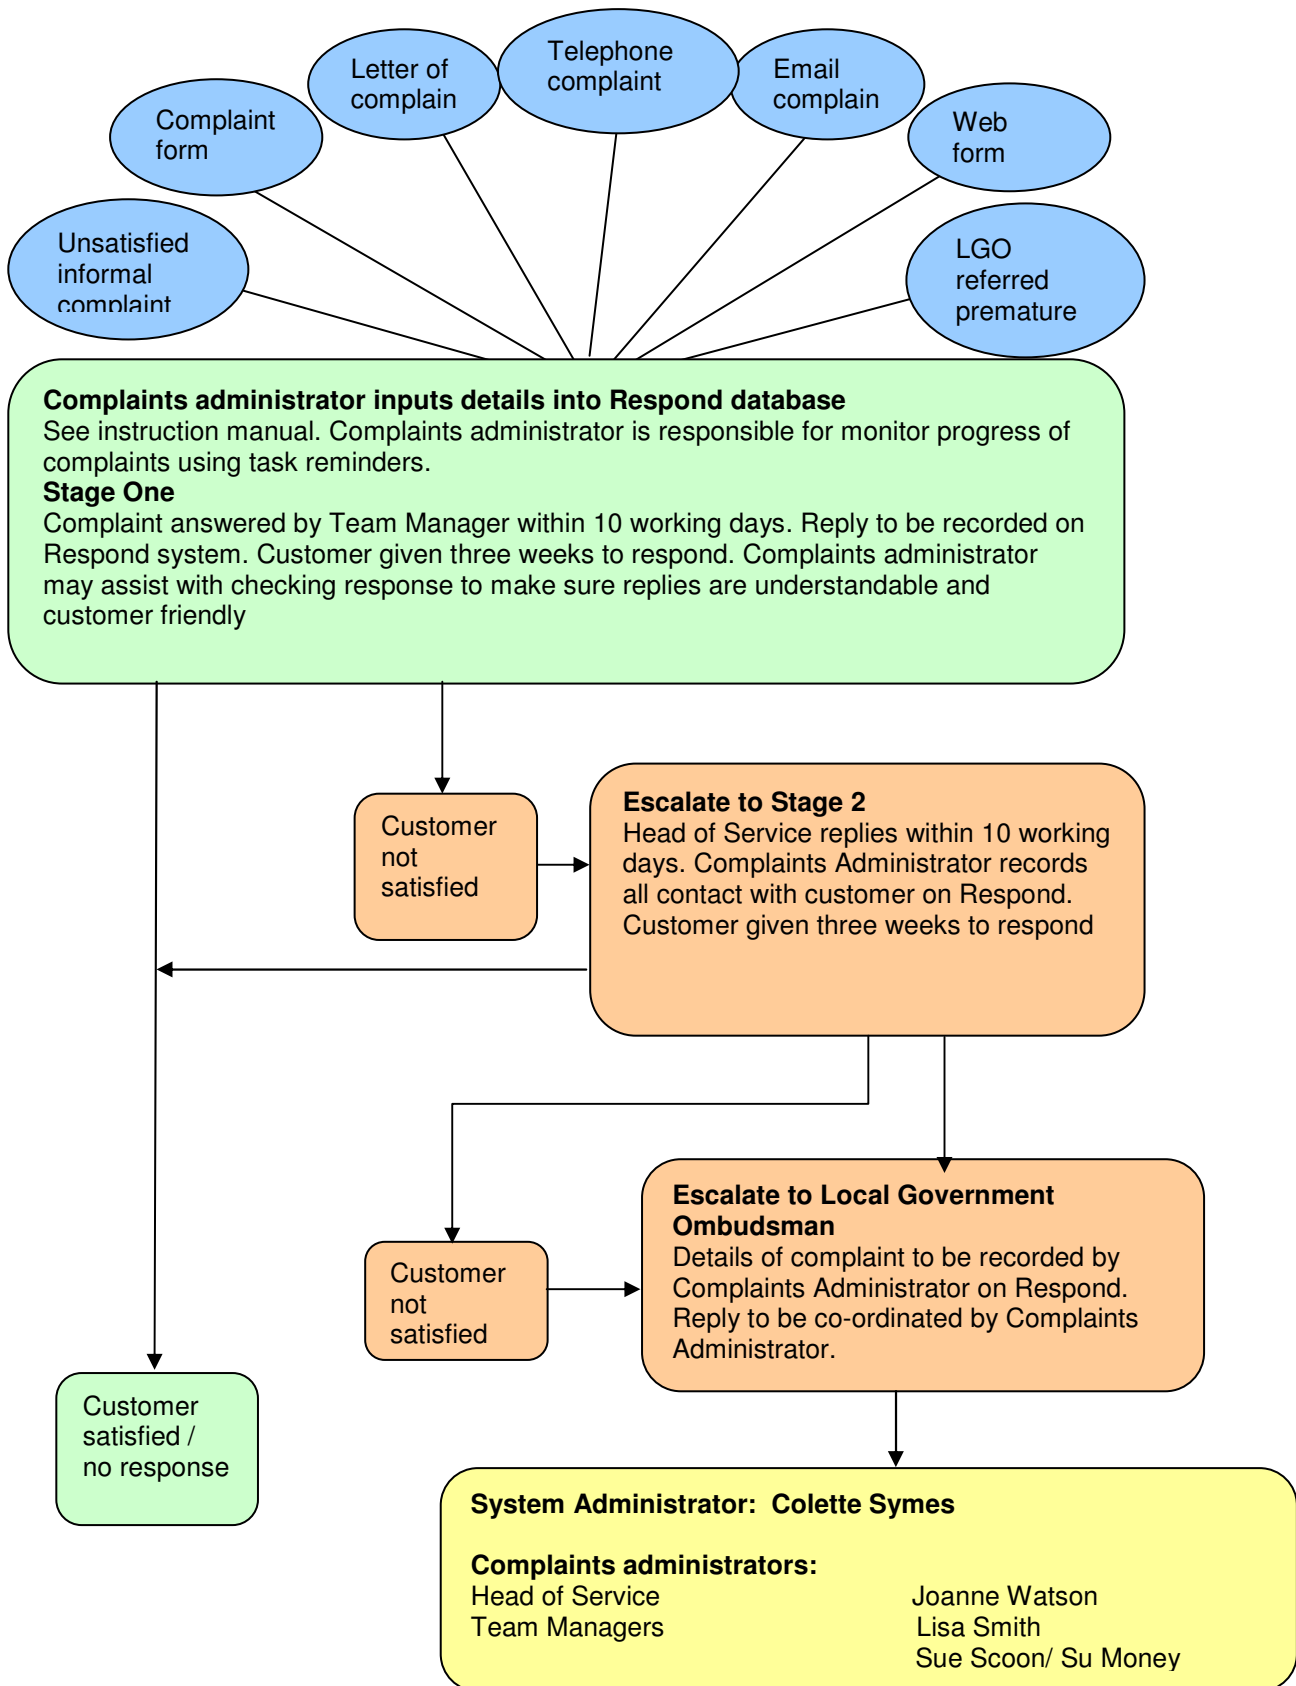 Telephone
complaint
Letter of
complain
Email
complain
Complaint
form
Web
form
Unsatisfied
informal
complaint
LGO
referred
premature
Complaints administrator inputs details into Respond database
See instruction manual. Complaints administrator is responsible for monitor progress of
complaints using task reminders.
Stage One
Complaint answered by Team Manager within 10 working days. Reply to be recorded on
Respond system. Customer given three weeks to respond. Complaints administrator
may assist with checking response to make sure replies are understandable and
customer friendly
Customer
not
satisfied
Escalate to Stage 2
Head of Service replies within 10 working
days. Complaints Administrator records
all contact with customer on Respond.
Customer given three weeks to respond
Customer
not
satisfied
Escalate to Local Government
Ombudsman
Details of complaint to be recorded by
Complaints Administrator on Respond.
Reply to be co-ordinated by Complaints
Administrator.
Customer
satisfied /
no response
System Administrator:  Colette Symes
Complaints administrators:
Head of Service Joanne Watson
Team Managers Lisa Smith
Sue Scoon/ Su Money